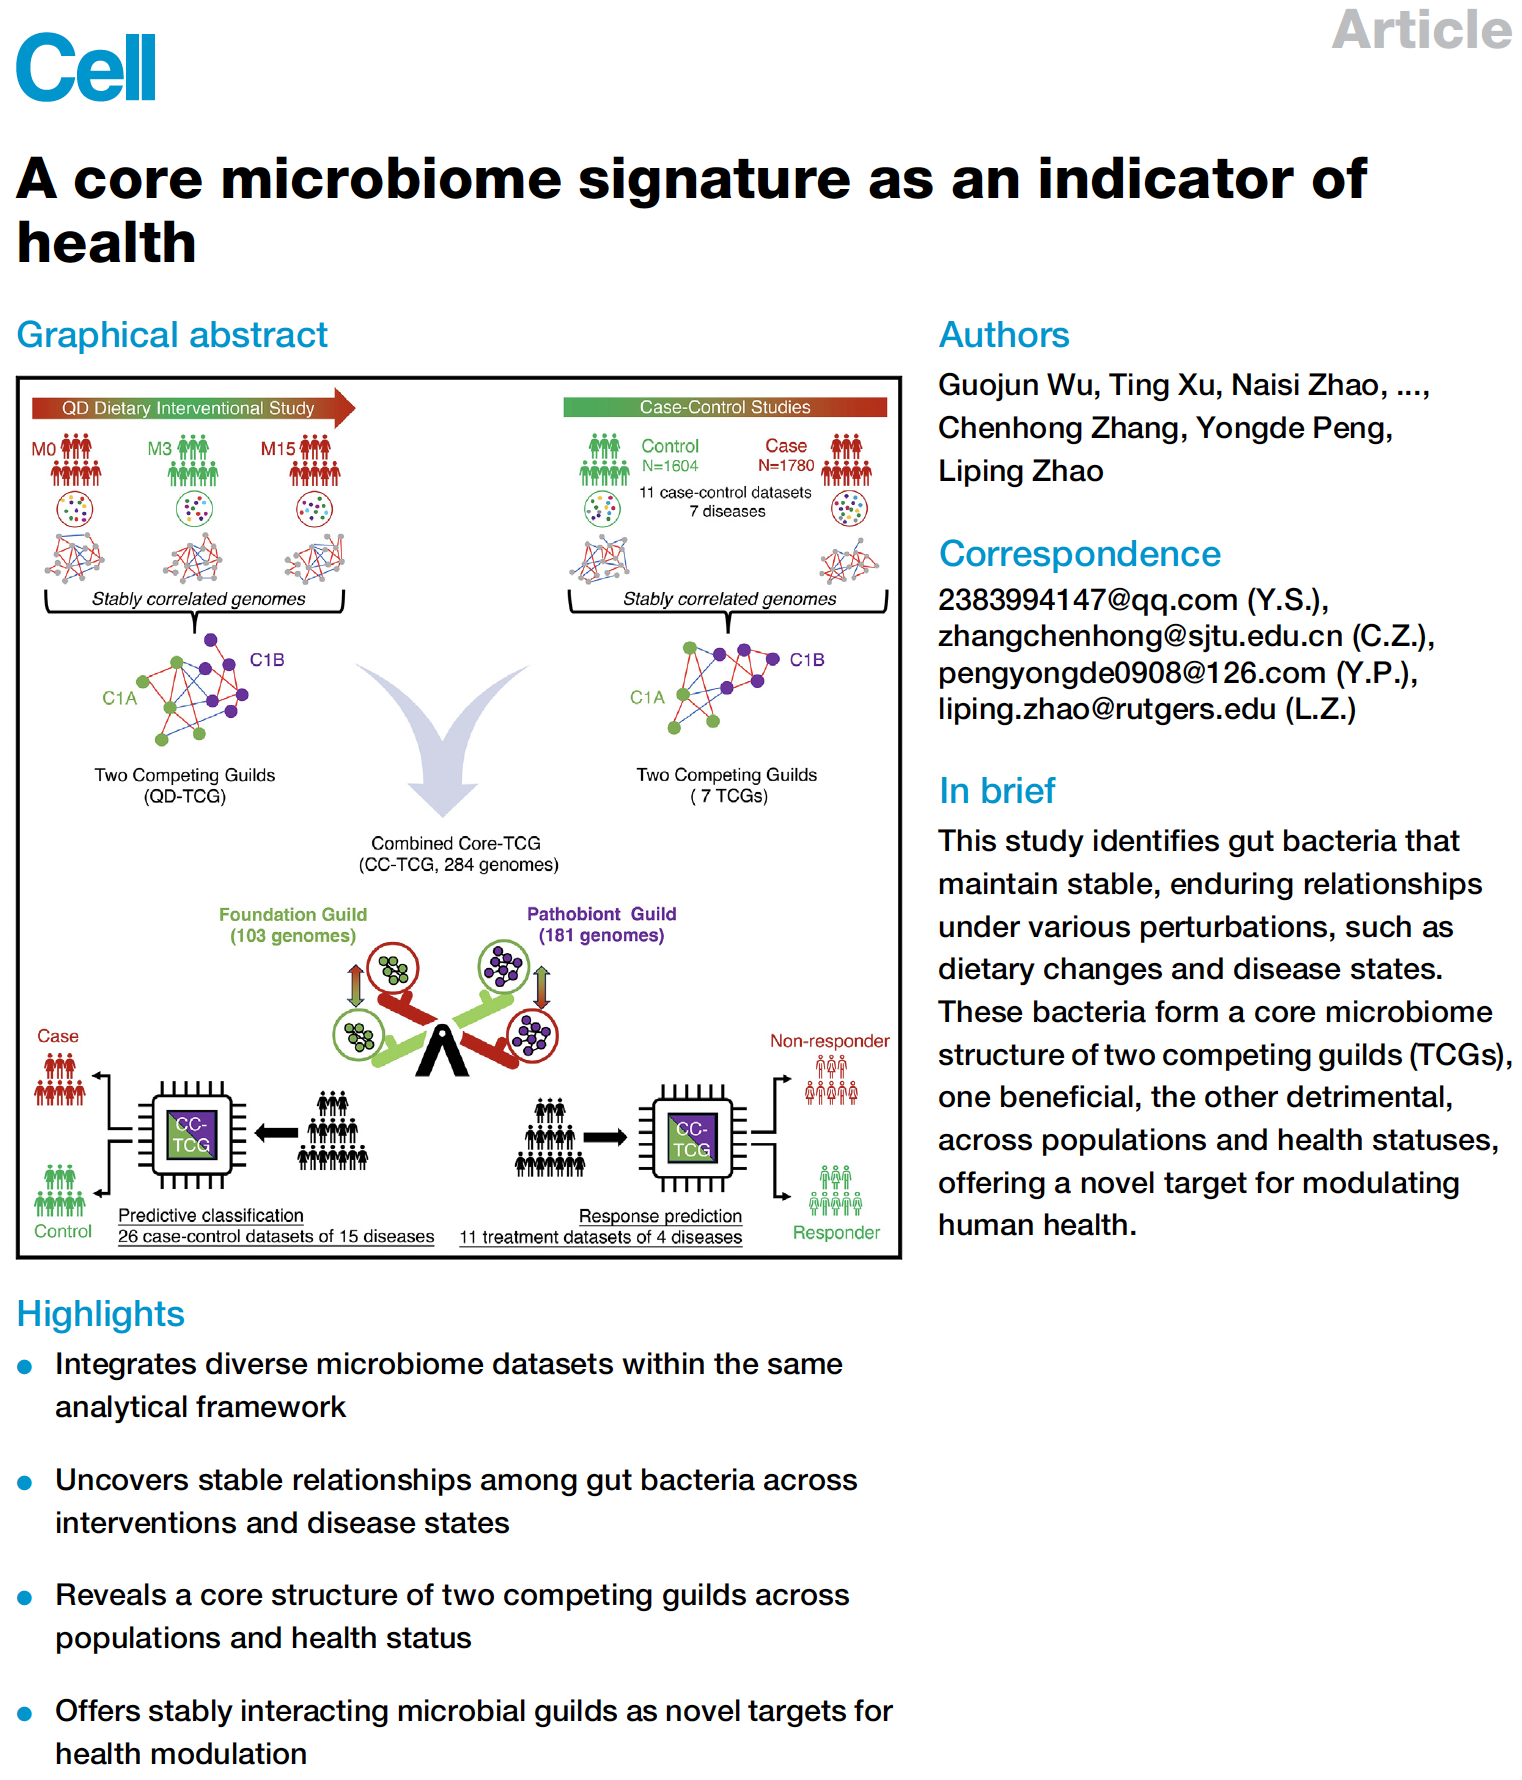 Article
Cell
A core microbiome signature as an indicator of
health
Graphical abstract
QD Dietary Interventional Study
M0
M3
M15
Stably correlated genomes
C1B
C1A
Two Competing Guilds
(QD-TCG)
Case-Control Studies
Control
N=1604
Case
N=1780
11 case-control datasets
7 diseases
Stably correlated genomes
C1B
C1A
Two Competing Guilds
( 7 TCGs)
Combined Core-TCG
(CC-TCG, 284 genomes)
Foundation Guild
(103 genomes)
Pathobiont Guild
(181 genomes)
Case
CC-
TCG
Control
Predictive classification
26 case-control datasets of 15 diseases
Non-responder
CC-
TCG
Response prediction
11 treatment datasets of 4 diseases
Responder
Highlights
Integrates diverse microbiome datasets within the same
analytical framework
Uncovers stable relationships among gut bacteria across
interventions and disease states
Reveals a core structure of two competing guilds across
populations and health status
Offers stably interacting microbial guilds as novel targets for
health modulation
Authors
Guojun Wu, Ting Xu, Naisi Zhao, ...,
Chenhong Zhang, Yongde Peng,
Liping Zhao
Correspondence
2383994147@qq.com (Y.S.),
zhangchenhong@sjtu.edu.cn (C.Z.),
pengyongde0908@126.com (Y.P.),
liping.zhao@rutgers.edu (L.Z.)
In brief
This study identifies gut bacteria that
maintain stable, enduring relationships
under various perturbations, such as
dietary changes and disease states.
These bacteria form a core microbiome
structure of two competing guilds (TCGs),
one beneficial, the other detrimental,
across populations and health statuses,
offering a novel target for modulating
human health.